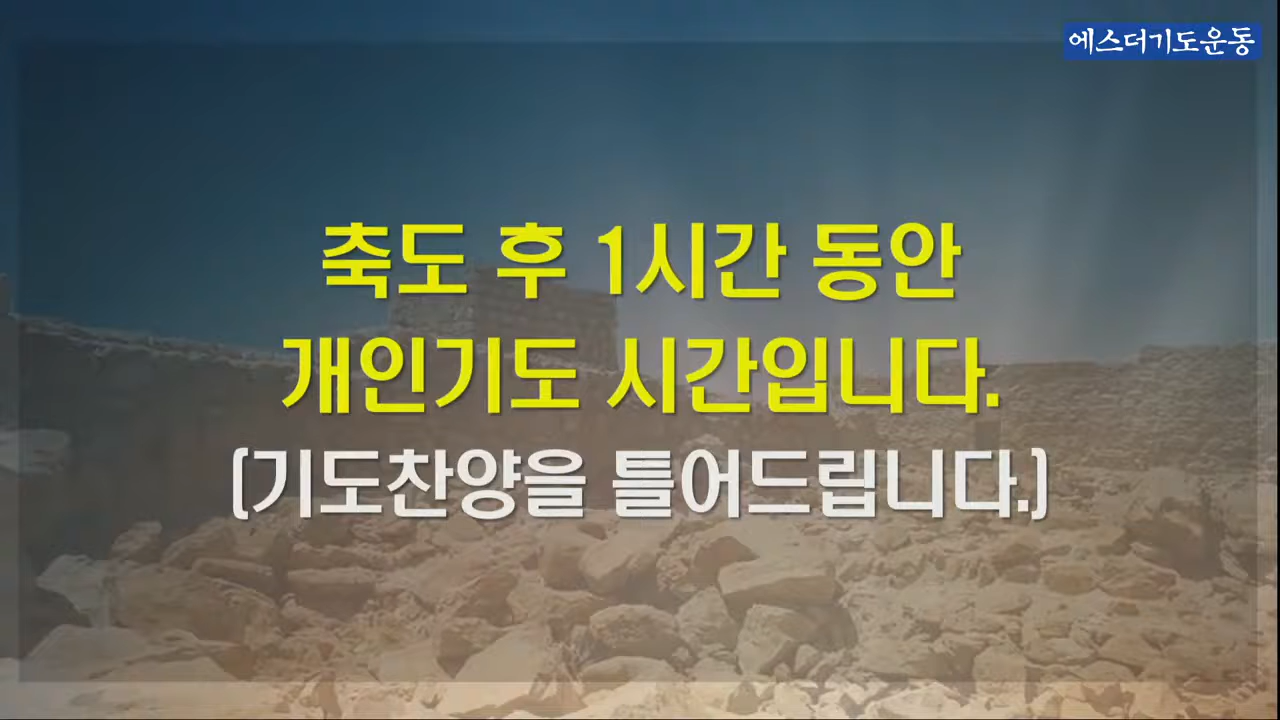 에스더기도운동
축도 후 1시간 동안
개인기도 시간입니다.
(기도찬양을 틀어드립니다.)